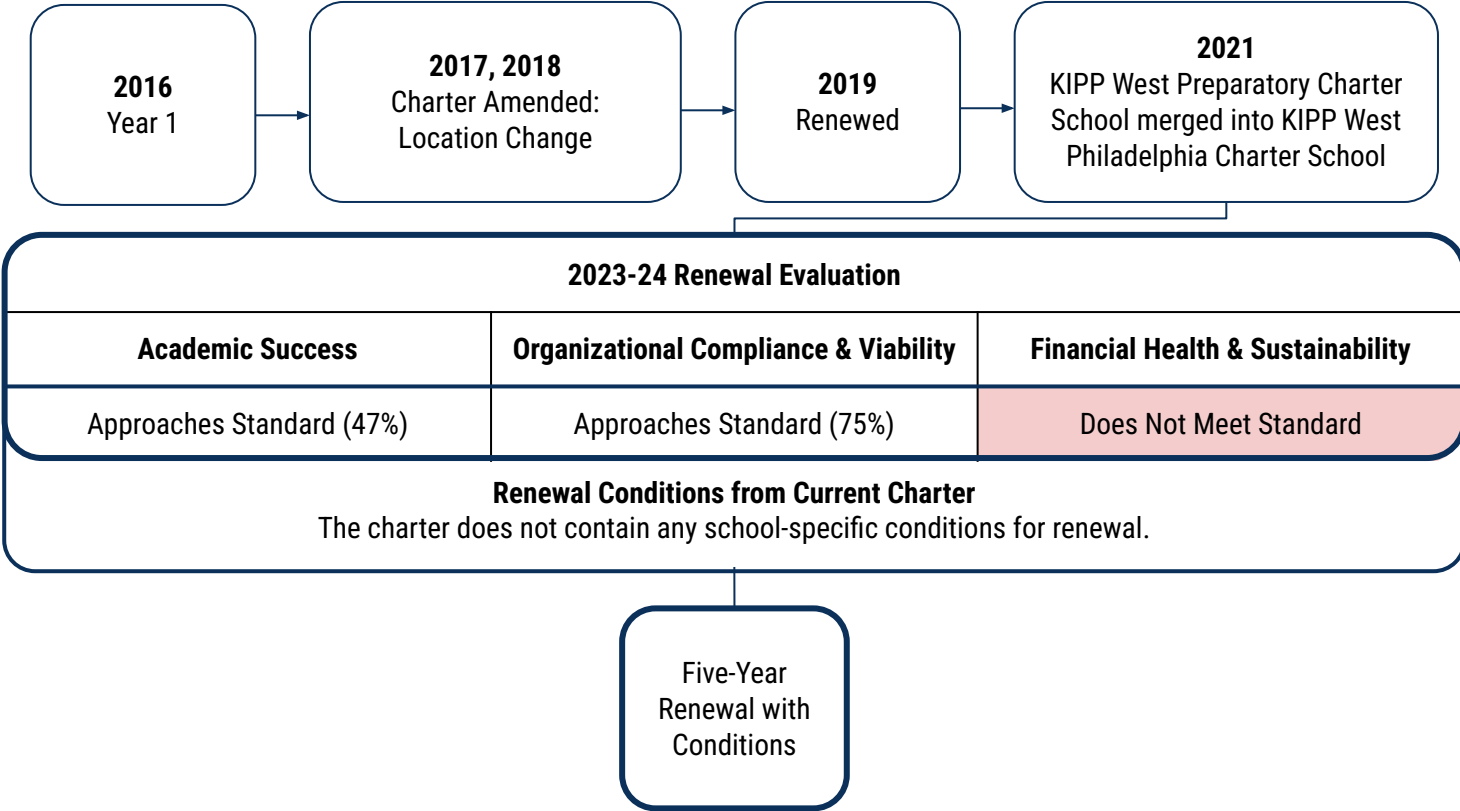 2016
Year 1
2017, 2018
Charter Amended:
Location Change
2019
Renewed
2021
KIPP West Preparatory Charter
School merged into KIPP West
Philadelphia Charter School
2023-24 Renewal Evaluation
Academic Success
Organizational Compliance & Viability
Financial Health & Sustainability
Approaches Standard (47%)
Approaches Standard (75%)
Does Not Meet Standard
Renewal Conditions from Current Charter
The charter does not contain any school-specific conditions for renewal.
Five-Year
Renewal with
Conditions